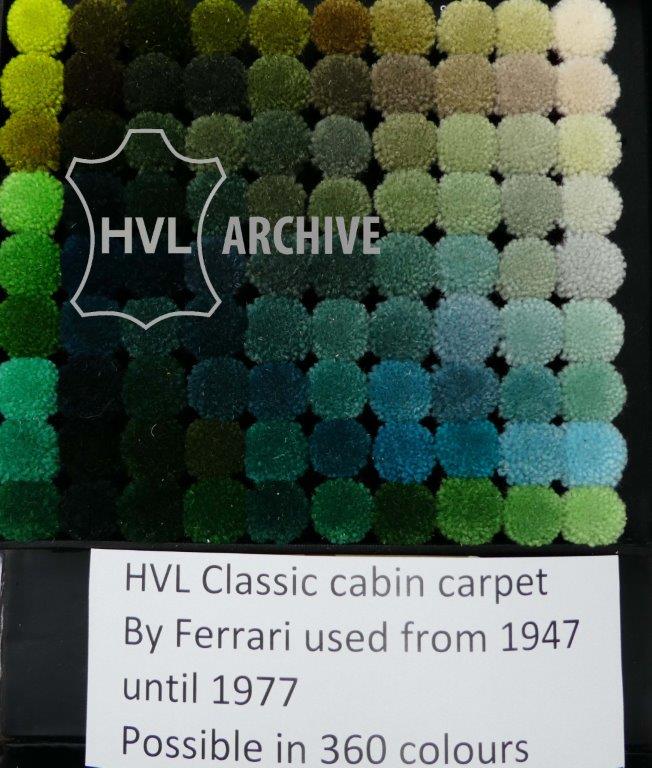 HVL ARCHIVE
HVL Classic cabin carpet
By Ferrari used from 1947
until 1977
Possible in 360 colours